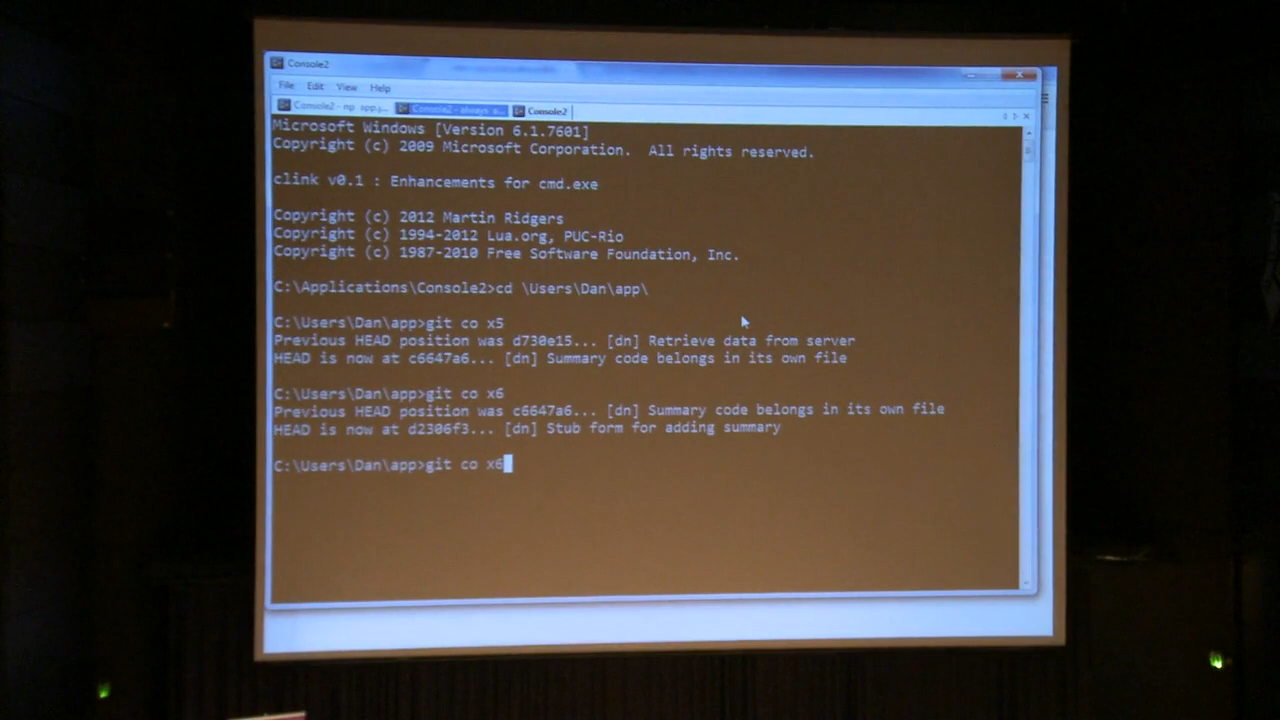 Console2
File Edit View Help
Console2 - mp app.j... Console2 - always a... Console2
Microsoft Windows [Version 6.1.7601]
Copyright (c) 2009 Microsoft Corporation. All rights reserved.
clink v0.1 : Enhancements for cmd.exe
Copyright (c) 2012 Martin Ridgers
Copyright (c) 1994-2012 Lua.org, PUC-Rio
Copyright (c) 1987-2010 Free Software Foundation, Inc.
C:\Applications\Console2>cd \Users\Dan\app\
C:\Users\Dan\app>git co x5
Previous HEAD position was d730e15... [dn] Retrieve data from server
HEAD is now at c6647a6... [dn] Summary code belongs in its own file
C:\Users\Dan\app>git co x6
Previous HEAD position was c6647a6... [dn] Summary code belongs in its own file
HEAD is now at d2306f3... [dn] Stub form for adding summary
C:\Users\Dan\app>git co x6